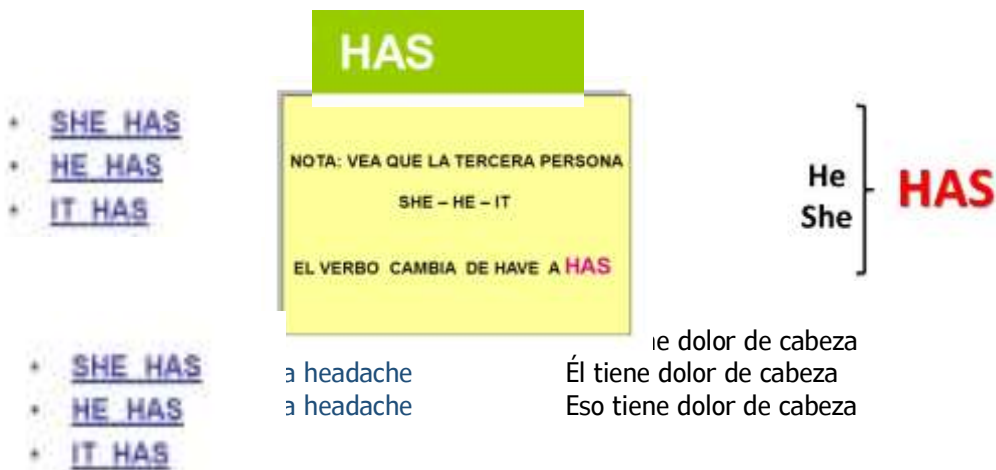 HAS
• SHE HAS
• HE HAS
• IT HAS
NOTA: VEA QUE LA TERCERA PERSONA
SHE – HE – IT
EL VERBO CAMBIA DE HAVE A HAS
He
She
HAS
• SHE HAS
• HE HAS
• IT HAS
dolor de cabeza
a headache Él tiene dolor de cabeza
a headache Eso tiene dolor de cabeza